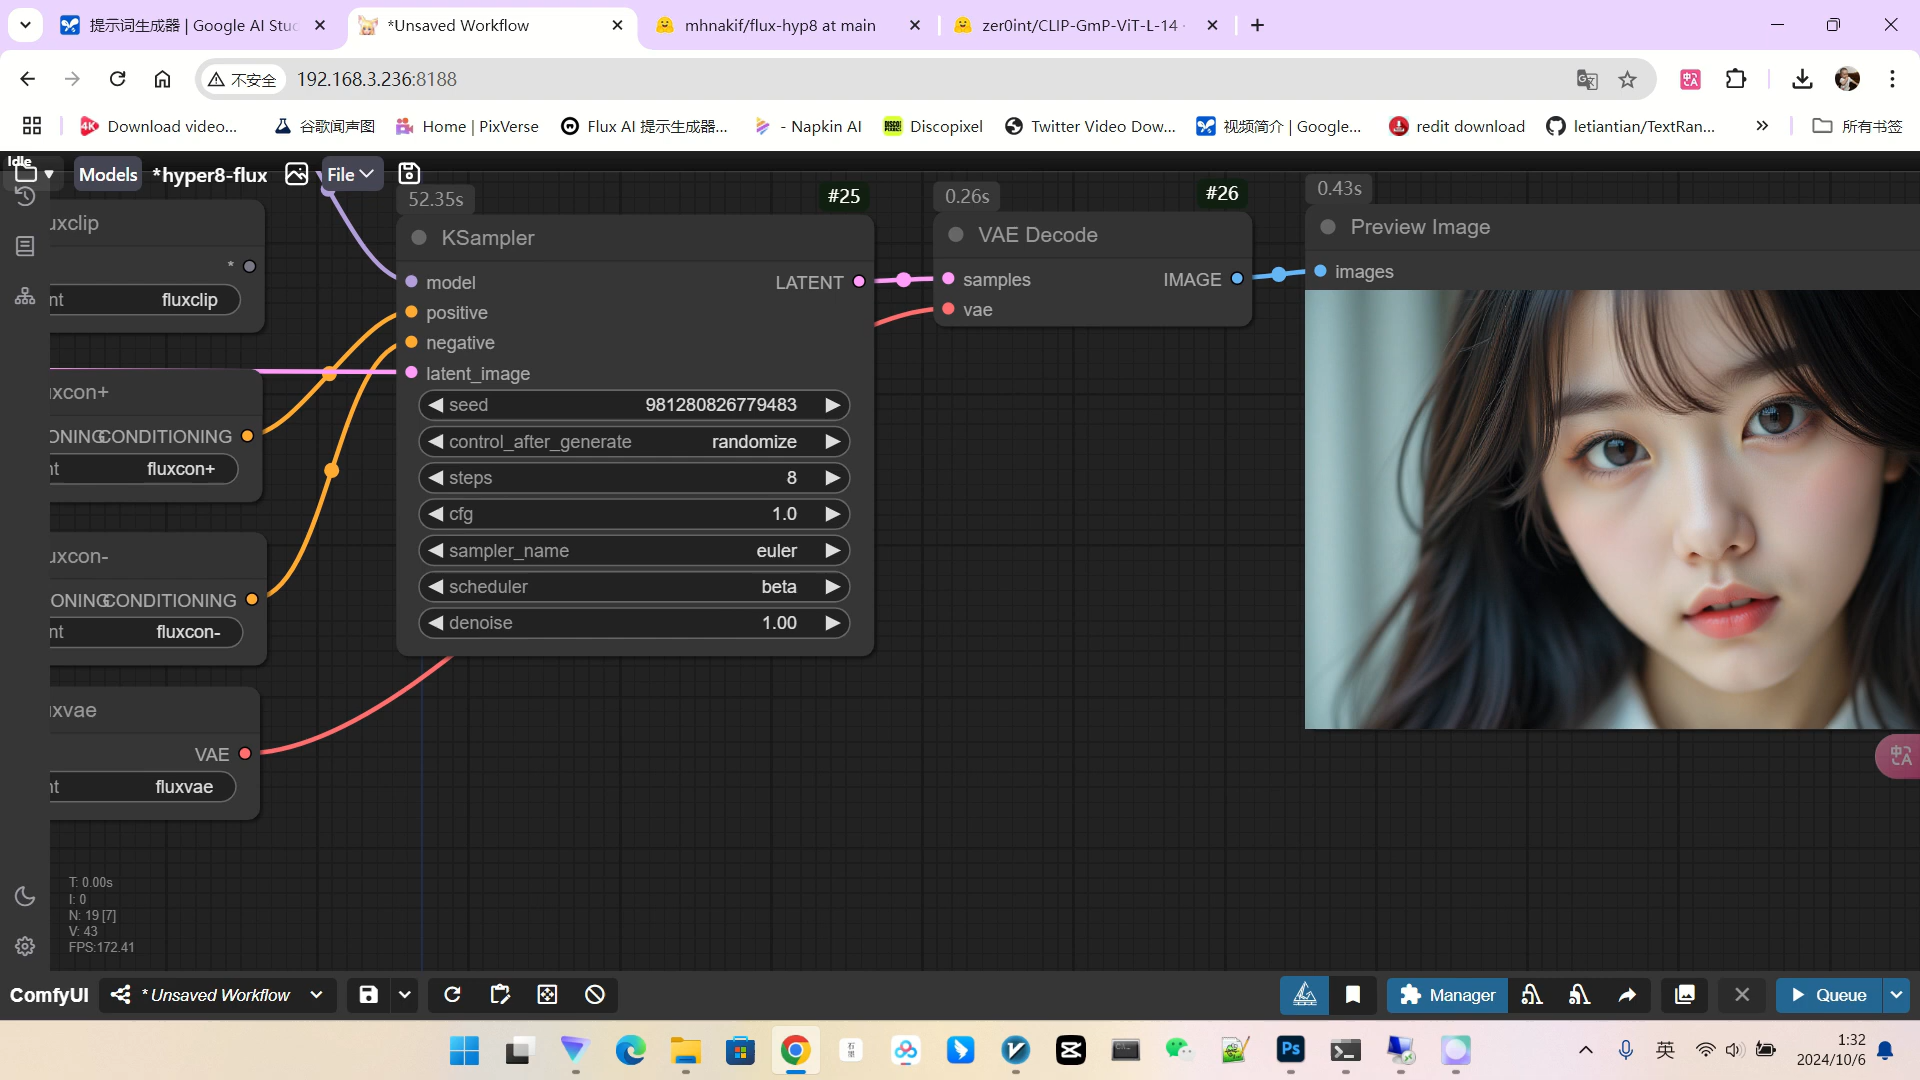 提示词生成器 | Google AI Stuc
*Unsaved Workflow
mhnakif/flux-hyp8 at main
zer0int/CLIP-GmP-ViT-L-14 ·
不安全
192.168.3.236:8188
Download video...
谷歌闻声图
Home | PixVerse
Flux AI 提示生成器...
- Napkin AI
Discopixel
Twitter Video Dow...
视频简介 | Google...
redit download
letiantian/TextRan...
所有书签
Idle
Models
*hyper8-flux
File
uxclip
*
nt
fluxclip
uxcon+
ONING
CONDITIONING
nt
fluxcon+
uxcon-
ONING
CONDITIONING
nt
fluxcon-
uxvae
VAE
nt
fluxvae
52.35s
#25
KSampler
model
LATENT
positive
negative
latent_image
seed 981280826779483
control_after_generate randomize
steps 8
cfg 1.0
sampler_name euler
scheduler beta
denoise 1.00
0.26s
#26
VAE Decode
samples
IMAGE
vae
0.43s
Preview Image
images
T: 0.00s
I: 0
N: 19 [7]
V: 43
FPS:172.41
ComfyUI
* Unsaved Workflow
Manager
Queue
Ps
英
1:32
2024/10/6